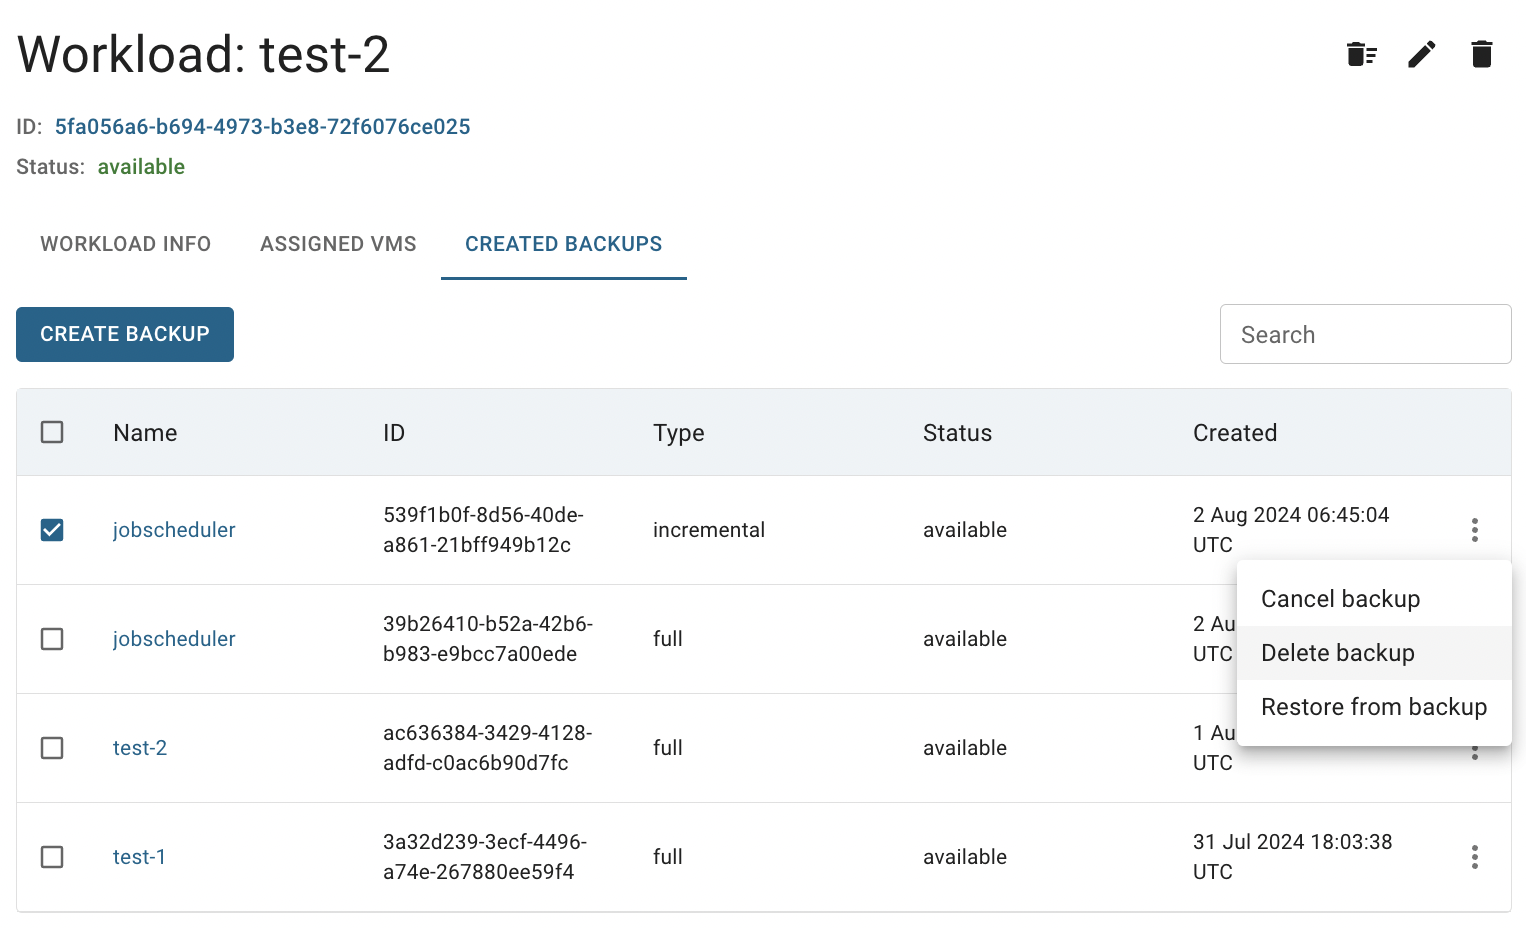 Workload: test-2
ID: 5fa056a6-b694-4973-b3e8-72f6076ce025
Status: available
WORKLOAD INFO ASSIGNED VMS CREATED BACKUPS
CREATE BACKUP Search
Name ID Type Status Created
jobscheduler 539f1b0f-8d56-40de- incremental available 2 Aug 2024 06:45:04
a861-21bff949b12c UTC
jobscheduler 39b26410-b52a-42b6- full available 2 Au
b983-e9bcc7a00ede UTC
test-2 ac636384-3429-4128- full available 1 Au
adfd-c0ac6b90d7fc UTC
test-1 3a32d239-3ecf-4496- full available 31 Jul 2024 18:03:38
a74e-267880ee59f4 UTC
Cancel backup
Delete backup
Restore from backup